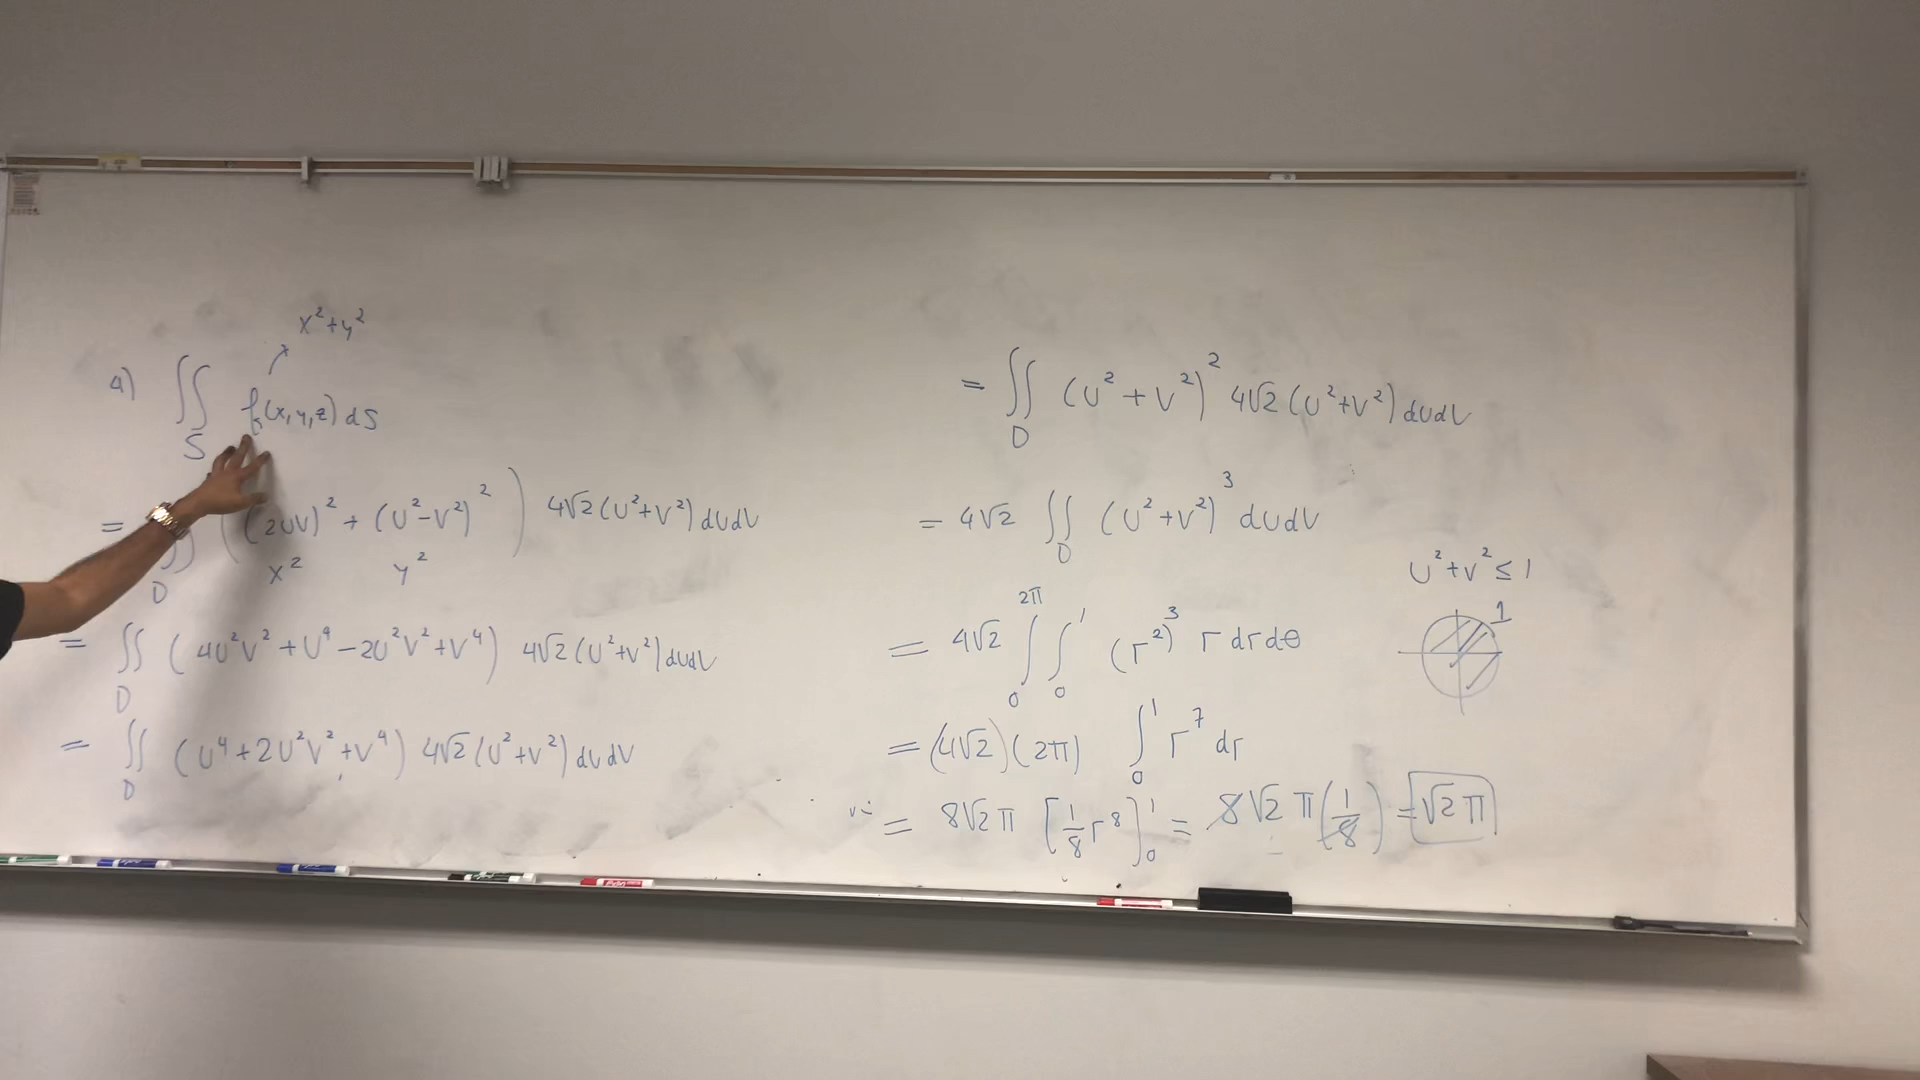 x²+y²
4) ∬_S f(x,y,z) dS
= ∬_D ((2uv)² + (u²-v²)²) 4√2 (u²+v²) du dv
x² y²
= ∬_D (4u²v² + u⁴ - 2u²v² + v⁴) 4√2 (u²+v²) du dv
= ∬_D (u⁴ + 2u²v² + v⁴) 4√2 (u²+v²) du dv
= ∬_D (u² + v²)² 4√2 (u²+v²) du dv
= 4√2 ∬_D (u²+v²)³ du dv
u²+v² ≤ 1
1
= 4√2 ∫₀^2π ∫₀¹ (r²)³ r dr dθ
= (4√2)(2π) ∫₀¹ r⁷ dr
= 8√2 π [1/8 r⁸]₀¹ = 8√2 π (1/8) = √2 π